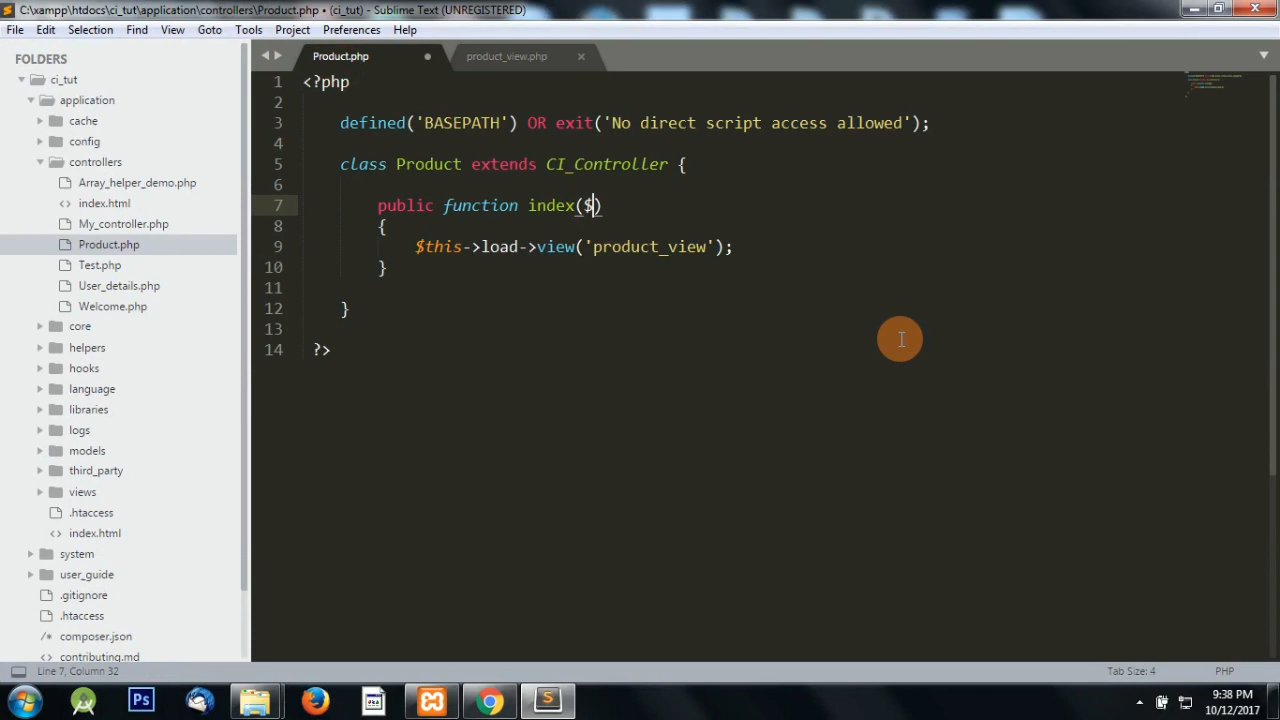 C:\xampp\htdocs\ci_tut\application\controllers\Product.php • (ci_tut) - Sublime Text (UNREGISTERED)
File Edit Selection Find View Goto Tools Project Preferences Help
FOLDERS
ci_tut
application
cache
config
controllers
Array_helper_demo.php
<> index.html
My_controller.php
Product.php
Test.php
User_details.php
Welcome.php
core
helpers
hooks
language
libraries
logs
models
third_party
views
.htaccess
<> index.html
system
user_guide
.gitignore
.htaccess
/* composer.json
contributing.md
Product.php product_view.php
1 <?php
2
3 defined('BASEPATH') OR exit('No direct script access allowed');
4
5 class Product extends CI_Controller {
6
7 public function index($)
8 {
9 $this->load->view('product_view');
10 }
11
12 }
13
14 ?>
Line 7, Column 32 Tab Size: 4 PHP
Ps S
9:38 PM
10/12/2017